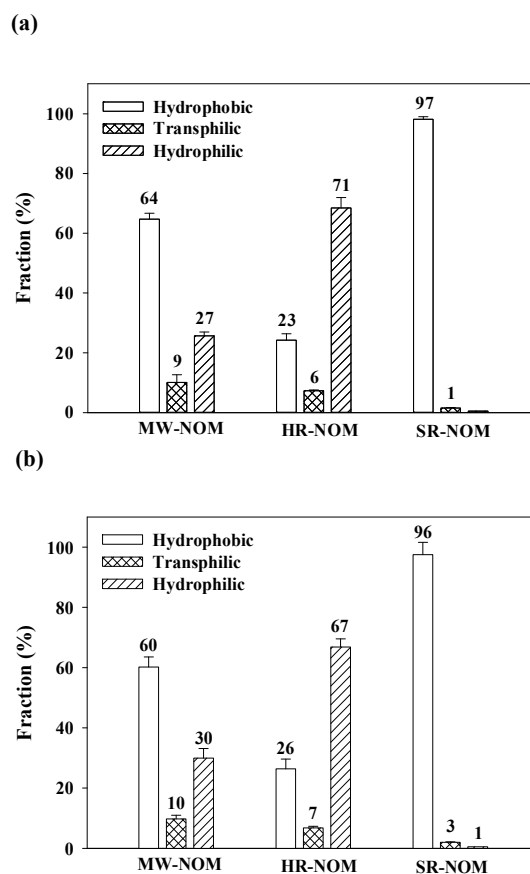 (a)
Fraction (%)
100
80
60
40
20
0
Hydrophobic
Transphilic
Hydrophilic
64
9
27
23
6
71
97
1
MW-NOM HR-NOM SR-NOM
(b)
Fraction (%)
100
80
60
40
20
0
Hydrophobic
Transphilic
Hydrophilic
60
10
30
26
7
67
96
3
1
MW-NOM HR-NOM SR-NOM